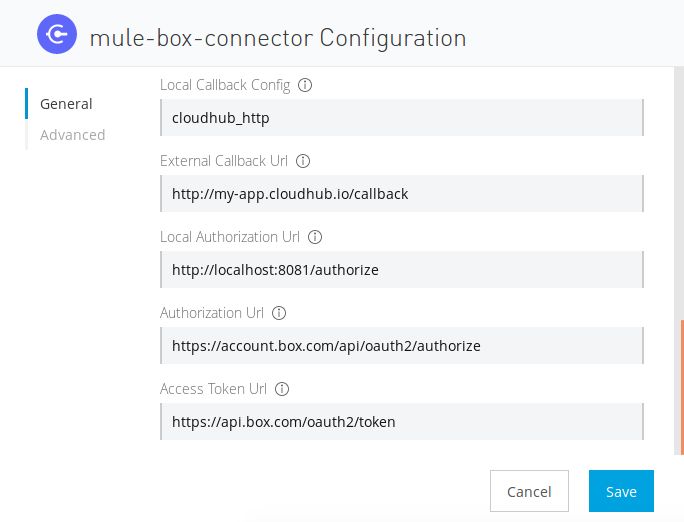 mule-box-connector Configuration
General
Advanced
Local Callback Config
cloudhub_http
External Callback Url
http://my-app.cloudhub.io/callback
Local Authorization Url
http://localhost:8081/authorize
Authorization Url
https://account.box.com/api/oauth2/authorize
Access Token Url
https://api.box.com/oauth2/token
Cancel
Save